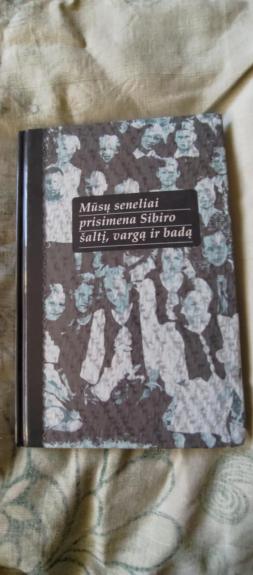 Mūsų seneliai
prisimena Sibiro
šaltį, vargą ir badą